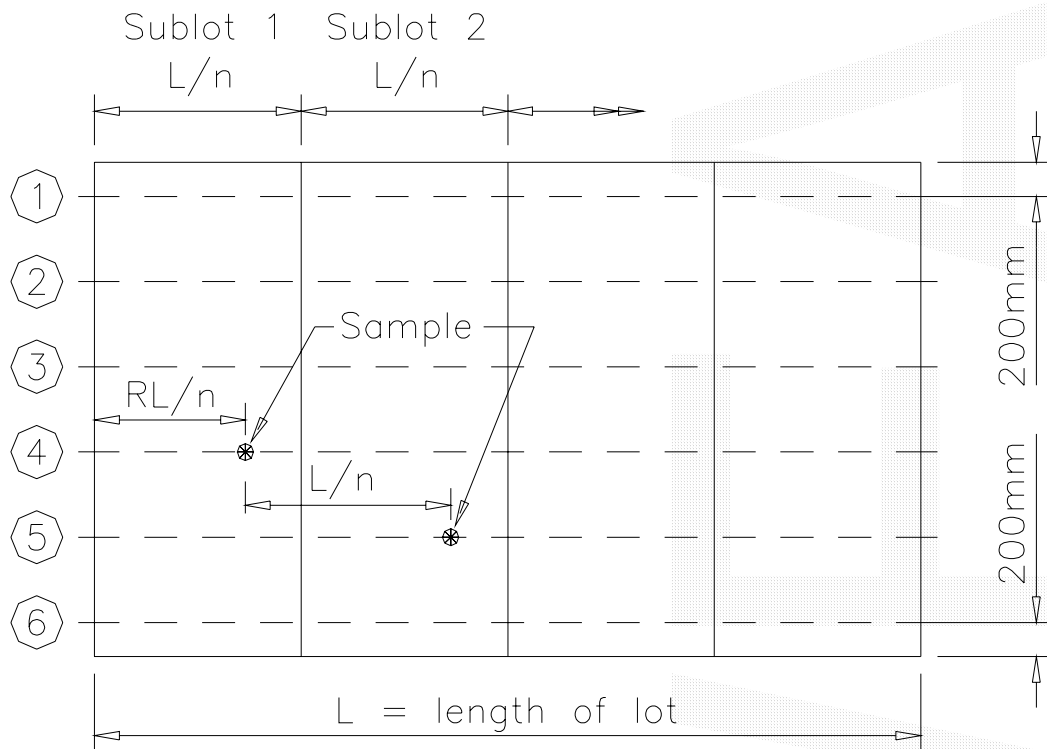 Sublot 1 Sublot 2
L/n L/n
1
2
200mm
Sample
3
RL/n
4
L/n
5
200mm
6
L = length of lot